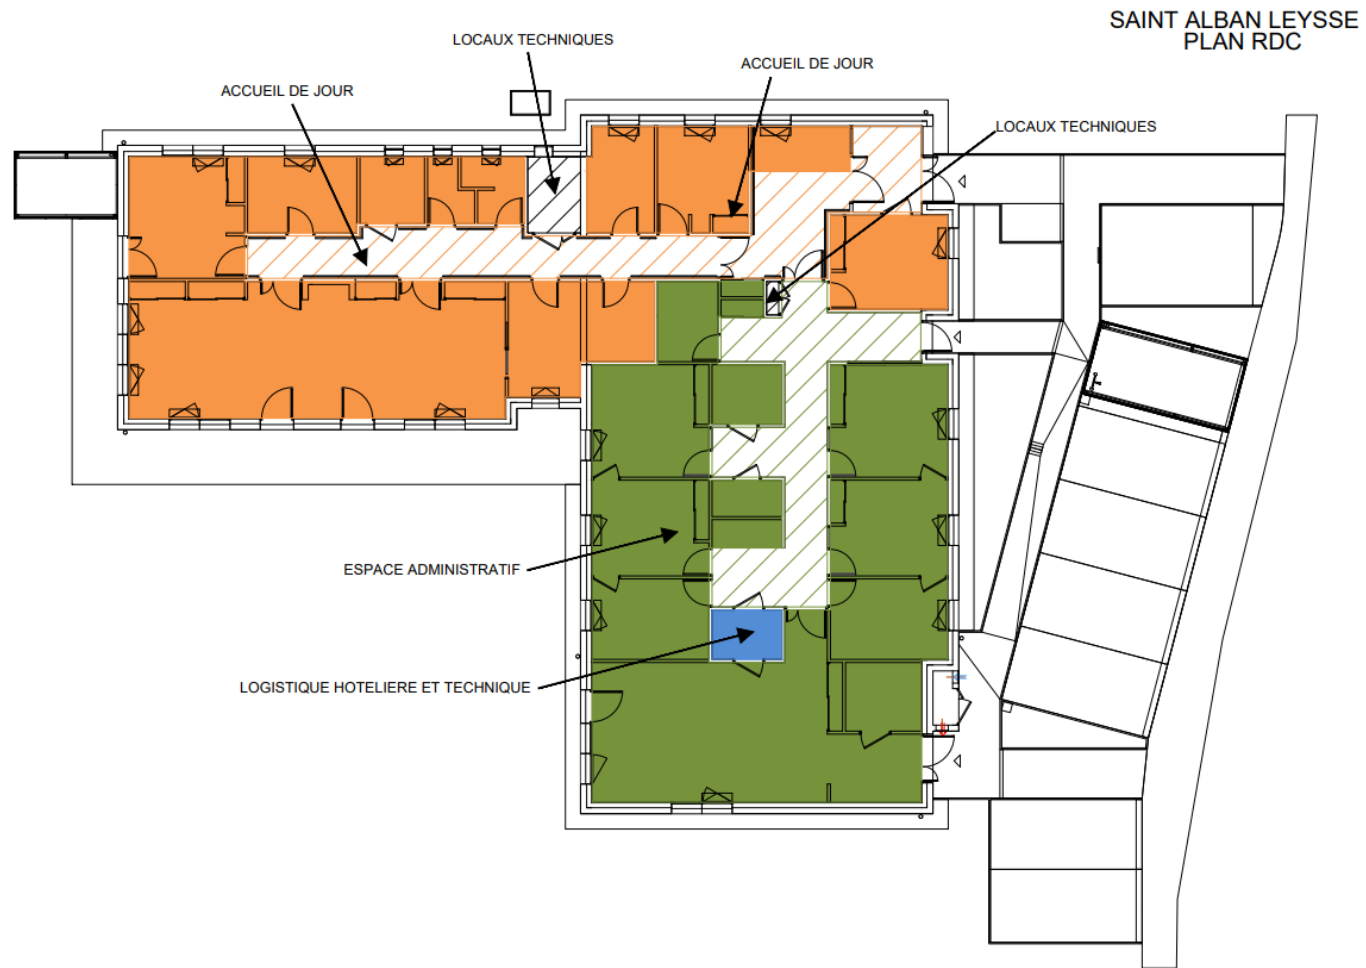 SAINT ALBAN LEYSSE
PLAN RDC
LOCAUX TECHNIQUES
ACCUEIL DE JOUR
ACCUEIL DE JOUR
LOCAUX TECHNIQUES
ESPACE ADMINISTRATIF
LOGISTIQUE HOTELIERE ET TECHNIQUE